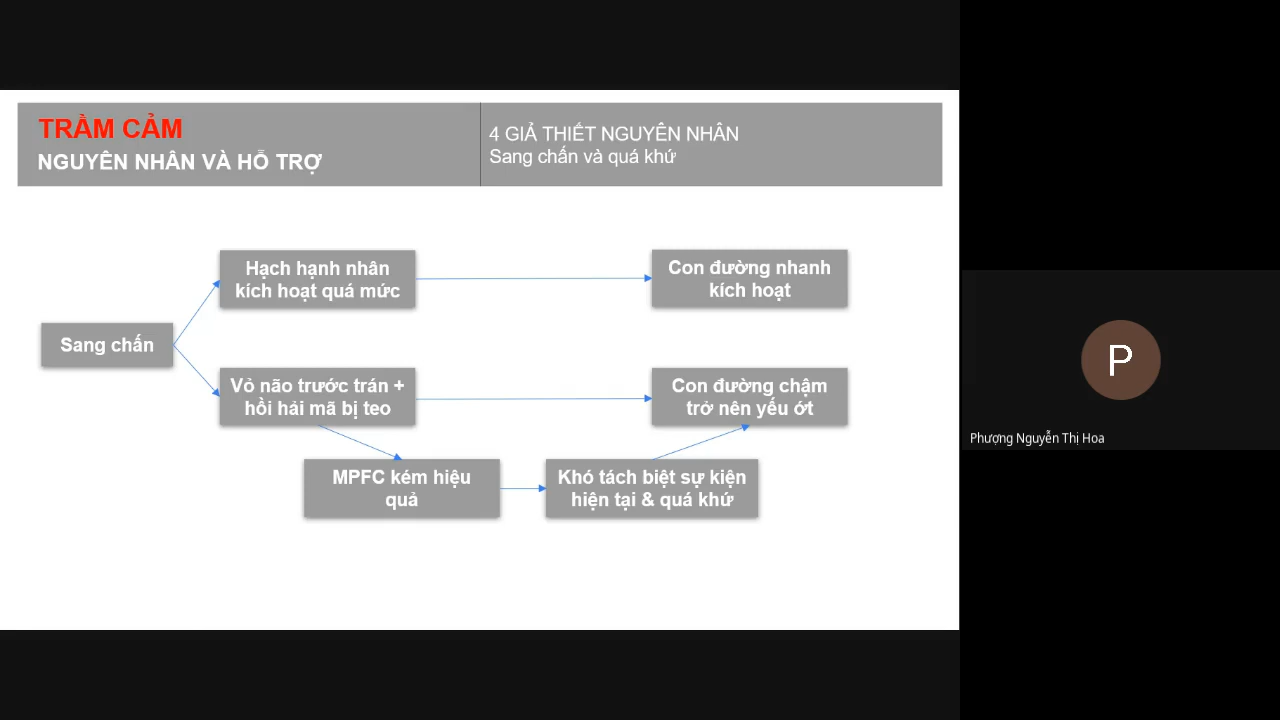 TRẦM CẢM
NGUYÊN NHÂN VÀ HỖ TRỢ
4 GIẢ THIẾT NGUYÊN NHÂN
Sang chấn và quá khứ
Hạch hạnh nhân
kích hoạt quá mức
Con đường nhanh
kích hoạt
Sang chấn
Vỏ não trước trán +
hồi hải mã bị teo
Con đường chậm
trở nên yếu ớt
MPFC kém hiệu
quả
Khó tách biệt sự kiện
hiện tại & quá khứ
P
Phượng Nguyễn Thị Hoa